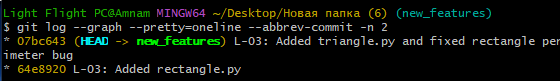 Light Flight PC@Amnam MINGW64 ~/Desktop/Новая папка (6) (new_features)
$ git log --graph --pretty=oneline --abbrev-commit -n 2
* 07bc643 (HEAD -> new_features) L-03: Added triangle.py and fixed rectangle per
imeter bug
* 64e8920 L-03: Added rectangle.py